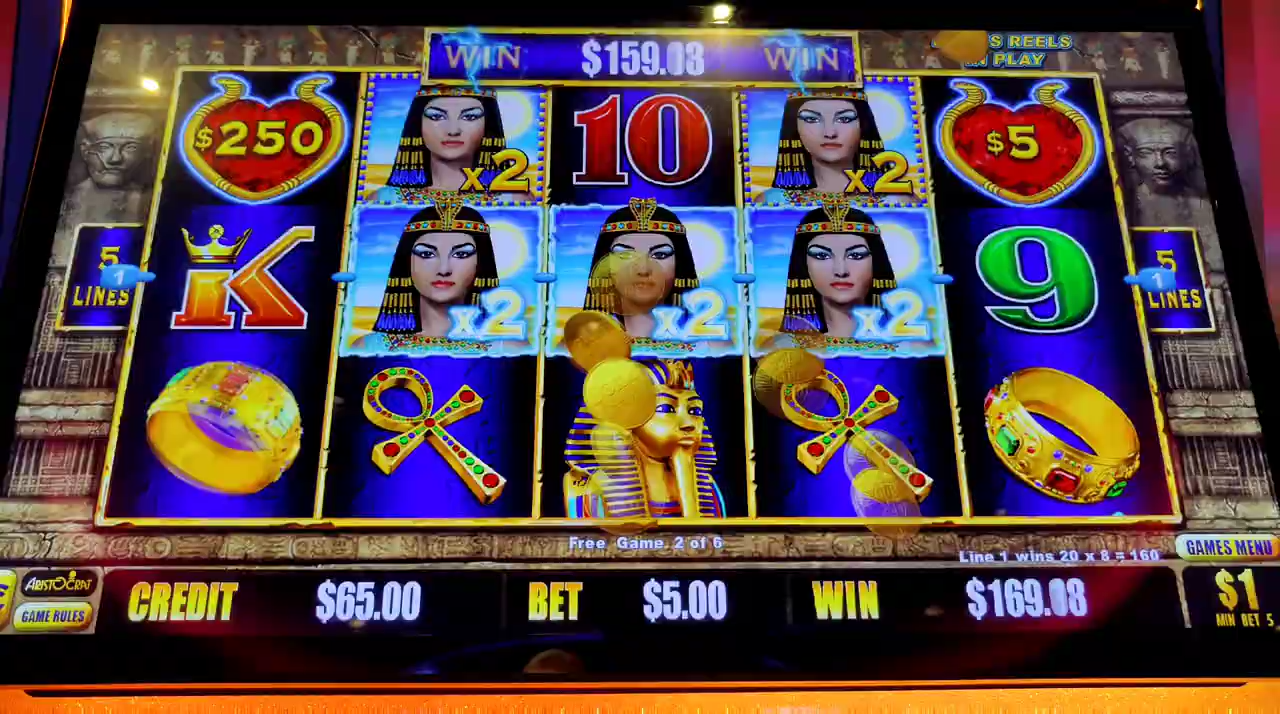 WIN $159.08 WIN
S REELS
IN PLAY
$250
x2
10
x2
$5
5
1
LINES
K
x2
x2
x2
9
5
1
LINES
Free Game 2 of 6
Line 1 wins 20 x 8 = 160
GAMES MENU
ARISTOCRAT
GAME RULES
CREDIT $65.00 BET $5.00 WIN $169.08
$1
MIN BET 5